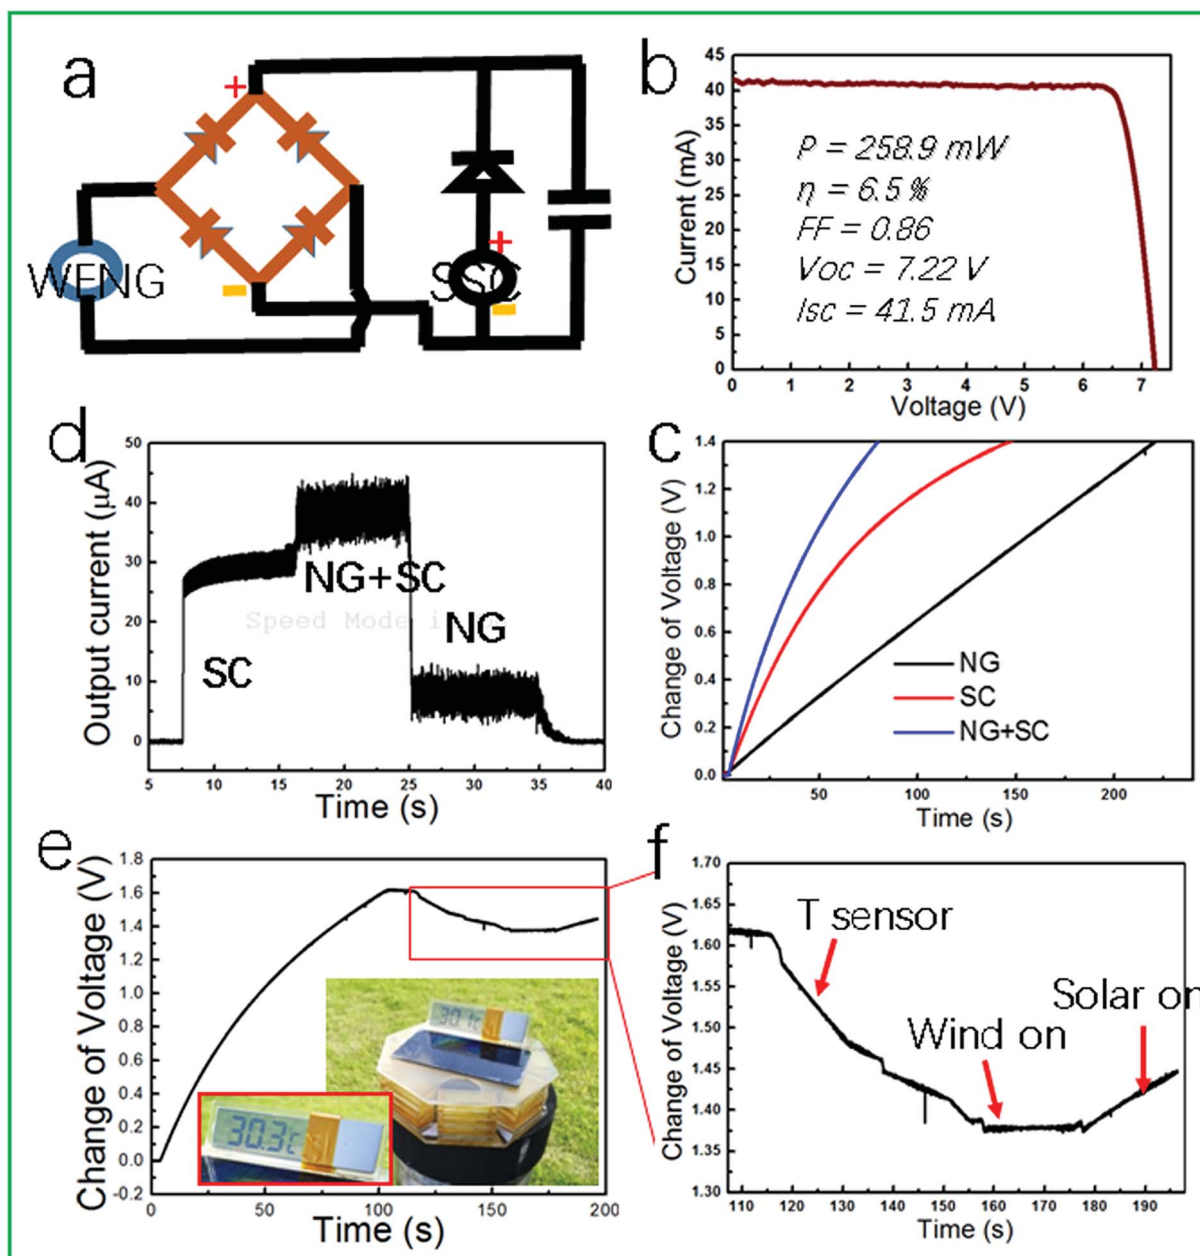 a
+
WENG
+
SSC
b
45
40
35
30
25
20
15
10
5
0
Current (mA)
P = 258.9 mW
η = 6.5 %
FF = 0.86
Voc = 7.22 V
Isc = 41.5 mA
0 1 2 3 4 5 6 7
Voltage (V)
d
50
40
30
20
10
0
Output current (μA)
SC
NG+SC
NG
Speed Mode i
5 10 15 20 25 30 35 40
Time (s)
c
1.4
1.2
1.0
0.8
0.6
0.4
0.2
0.0
Change of Voltage (V)
NG
SC
NG+SC
50 100 150 200
Time (s)
e
1.8
1.6
1.4
1.2
1.0
0.8
0.6
0.4
0.2
0.0
-0.2
Change of Voltage (V)
30.1c
30.3c
0 50 100 150 200
Time (s)
f
1.70
1.65
1.60
1.55
1.50
1.45
1.40
1.35
1.30
Change of Voltage (V)
T sensor
Wind on
Solar on
110 120 130 140 150 160 170 180 190
Time (s)